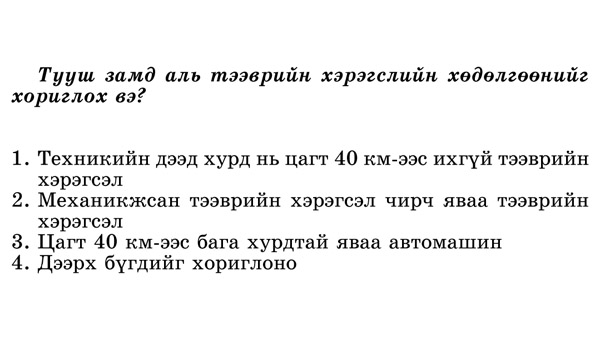 Тууш замд аль тээврийн хэрэгслийн хөдөлгөөнийг
хориглох вэ?
1. Техникийн дээд хурд нь цагт 40 км-ээс ихгүй тээврийн
хэрэгсэл
2. Механикжсан тээврийн хэрэгсэл чирч яваа тээврийн
хэрэгсэл
3. Цагт 40 км-ээс бага хурдтай яваа автомашин
4. Дээрх бүгдийг хориглоно